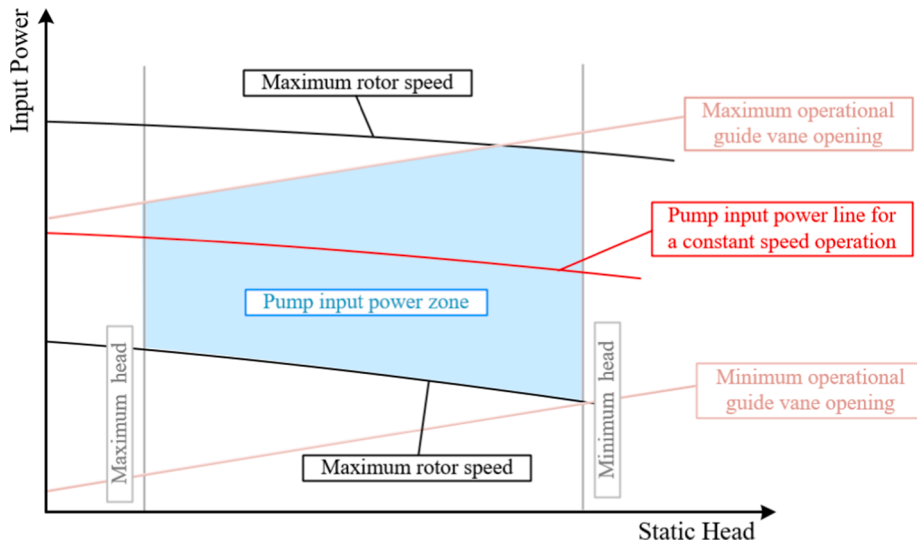 Input Power
Maximum rotor speed
Maximum operational
guide vane opening
Pump input power line for
a constant speed operation
Pump input power zone
Maximum head
Minimum head
Minimum operational
guide vane opening
Maximum rotor speed
Static Head